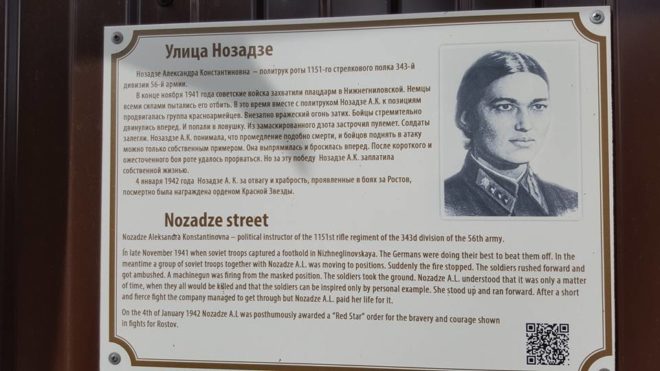 Улица Нозадзе
Нозадзе Александра Константиновна – политрук роты 1151-го стрелкового полка 343-й
дивизии 56-й армии.
В конце ноября 1941 года советские войска захватили плацдарм в Нижнегниловской. Немцы
всеми силами пытались его отбить. В это время вместе с политруком Нозадзе А.К. к позициям
продвигалась группа красноармейцев. Внезапно вражеский огонь затих. Бойцы стремительно
двинулись вперед. И попали в ловушку. Из замаскированного дзота застрочил пулемет. Солдаты
залегли. Нозадзе А.К. понимала, что промедление подобно смерти, и бойцов поднять в атаку
можно только собственным примером. Она выпрямилась и бросилась вперед. После короткого и
ожесточенного боя роте удалось прорваться. Но за эту победу Нозадзе А.К. заплатила
собственной жизнью.
4 января 1942 года Нозадзе А. К. за отвагу и храбрость, проявленные в боях за Ростов,
посмертно была награждена орденом Красной Звезды.
Nozadze street
Nozadze Aleksandra Konstantinovna – political instructor of the 1151st rifle regiment of the 343d division of the 56th army.
In late November 1941 when soviet troops captured a foothold in Nizhneglinovskaya. The Germans were doing their best to beat them off. In the
meantime a group of soviet troops together with Nozadze A.L. was moving to positions. Suddenly the fire stopped. The soldiers rushed forward and
got ambushed. A machinegun was firing from the masked position. The soldiers took the ground. Nozadze A.L. understood that it was only a matter
of time, when they all would be killed and that the soldiers can be inspired only by personal example. She stood up and ran forward. After a short
and fierce fight the company managed to get through but Nozadze A.L. paid her life for it.
On the 4th of January 1942 Nozadze A.L was posthumously awarded a "Red Star" order for the bravery and courage shown
in fights for Rostov.